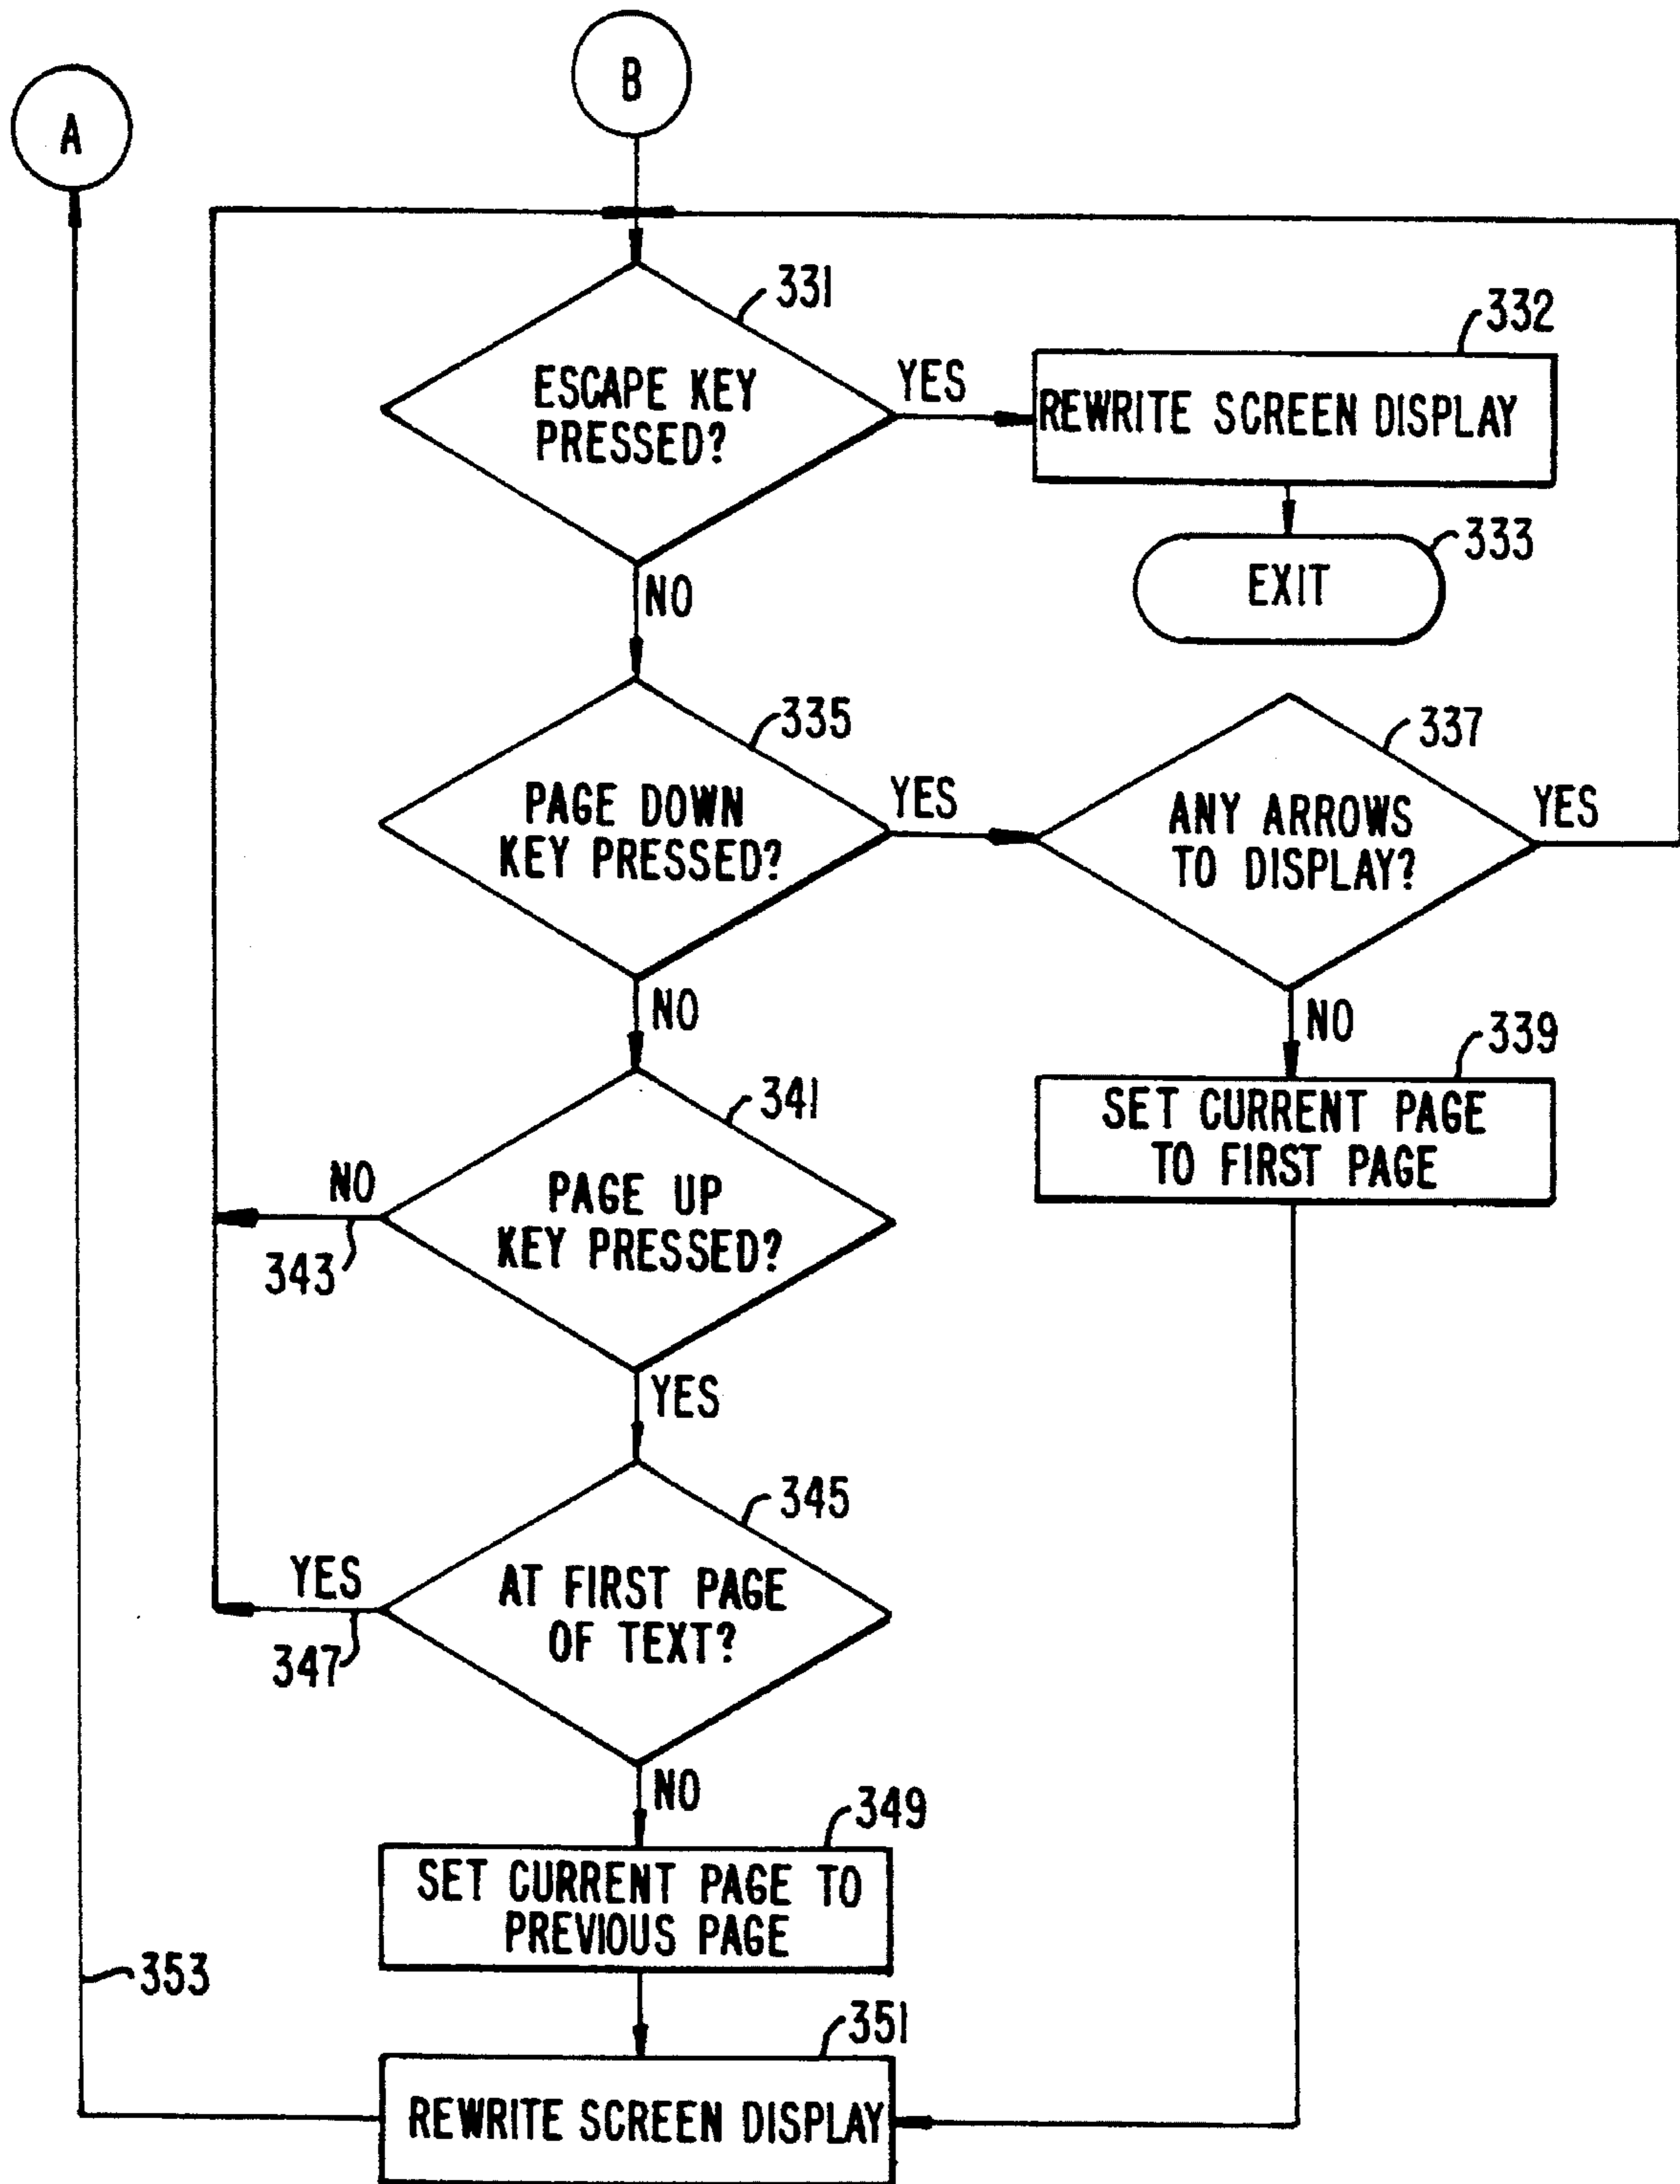 B
A
331
332
ESCAPE KEY
PRESSED?
YES
REWRITE SCREEN DISPLAY
333
EXIT
NO
335
337
PAGE DOWN
KEY PRESSED?
YES
ANY ARROWS
TO DISPLAY?
YES
NO
NO
339
341
SET CURRENT PAGE
TO FIRST PAGE
NO
PAGE UP
KEY PRESSED?
343
YES
345
YES
AT FIRST PAGE
OF TEXT?
347
NO
349
SET CURRENT PAGE TO
PREVIOUS PAGE
353
351
REWRITE SCREEN DISPLAY